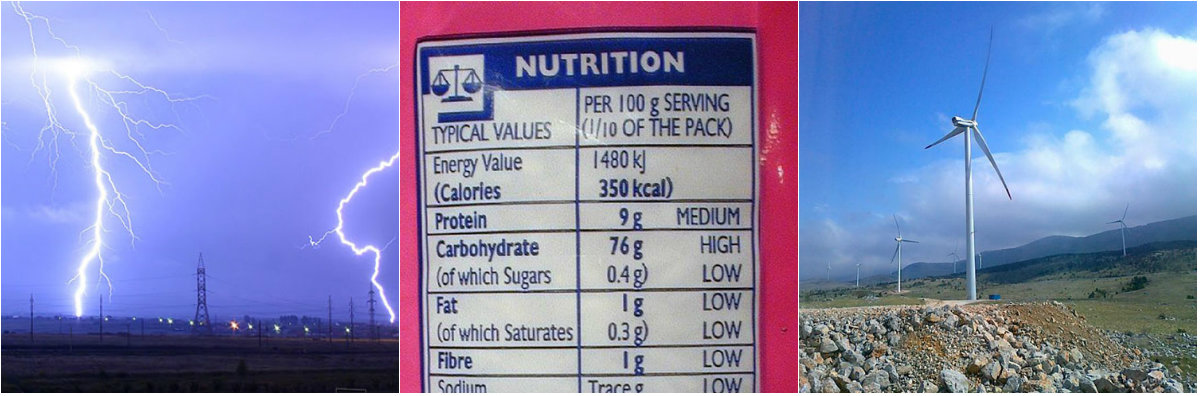 NUTRITION
TYPICAL VALUES PER 100 g SERVING
(1/10 OF THE PACK)
Energy Value 1480 kJ
(Calories 350 kcal)
Protein 9 g MEDIUM
Carbohydrate 76 g HIGH
(of which Sugars 0.4 g) LOW
Fat 1 g LOW
(of which Saturates 0.3 g) LOW
Fibre 1 g LOW
Sodium Trace g LOW